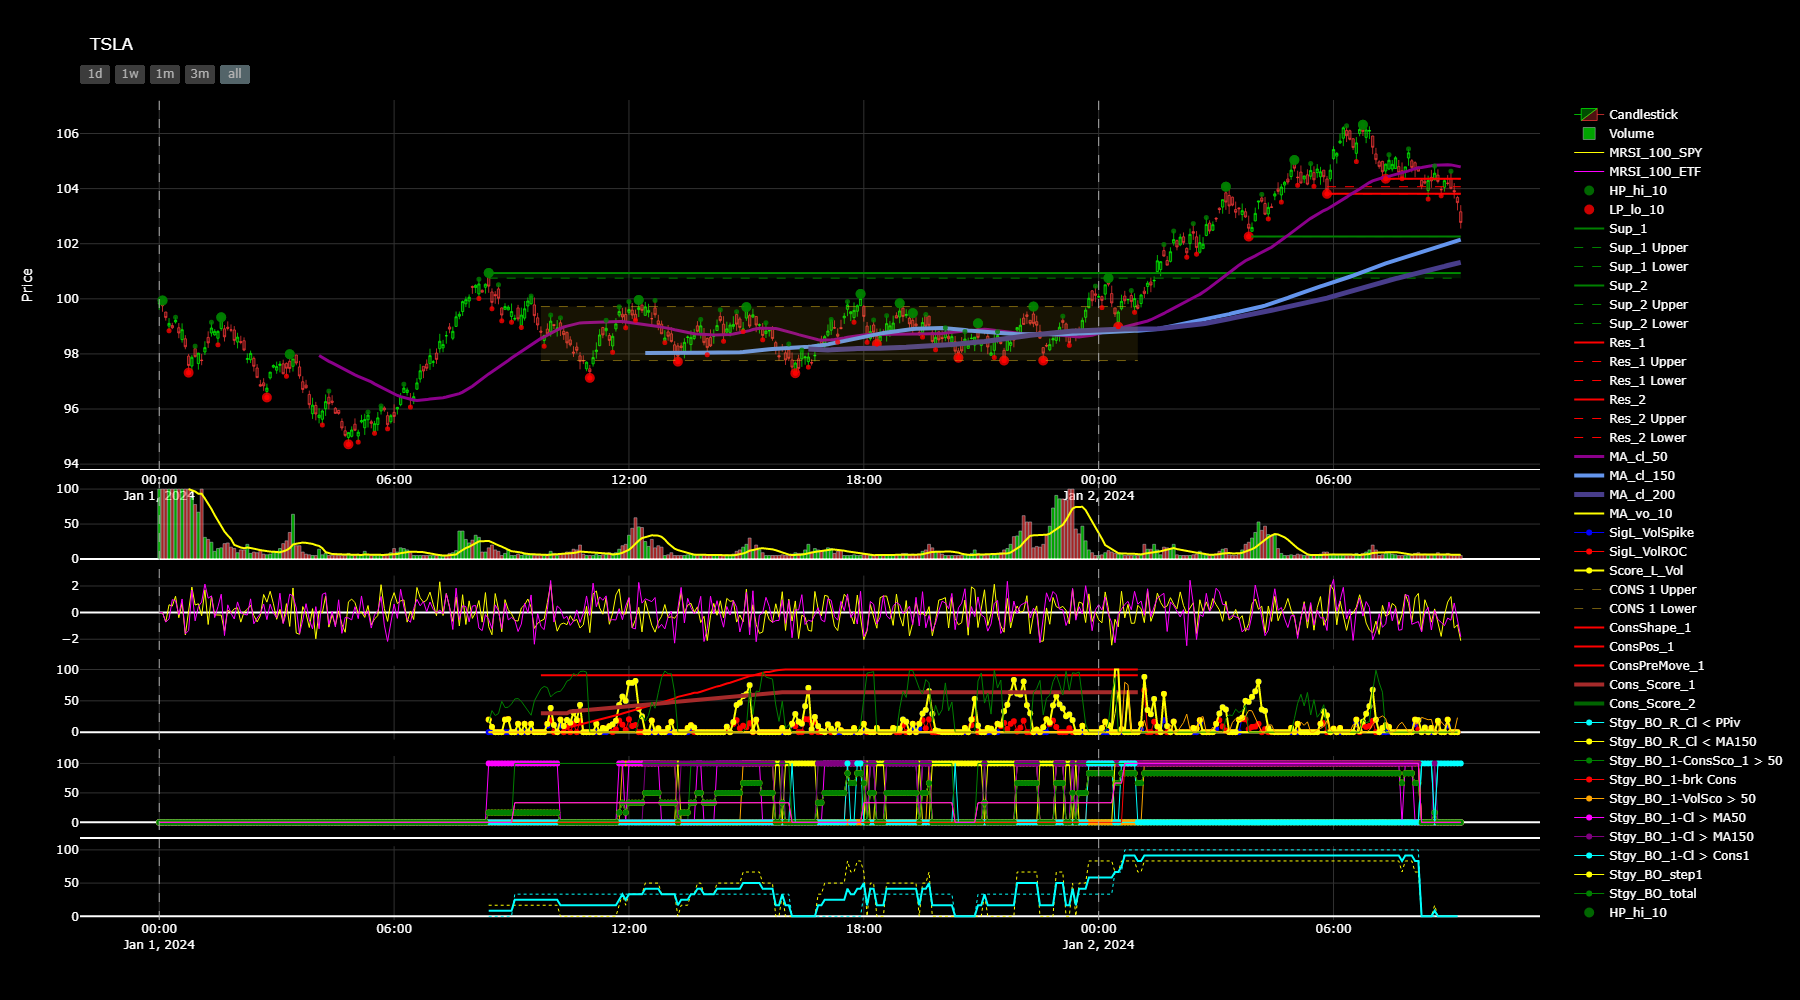 TSLA
1d 1w 1m 3m all
Price
106
104
102
100
98
96
94
00:00 06:00 12:00 18:00 00:00 06:00
Jan 1, 2024 Jan 2, 2024
100
50
0
2
0
−2
100
50
0
100
50
0
100
50
0
00:00 06:00 12:00 18:00 00:00 06:00
Jan 1, 2024 Jan 2, 2024
Candlestick
Volume
MRSI_100_SPY
MRSI_100_ETF
HP_hi_10
LP_lo_10
Sup_1
Sup_1 Upper
Sup_1 Lower
Sup_2
Sup_2 Upper
Sup_2 Lower
Res_1
Res_1 Upper
Res_1 Lower
Res_2
Res_2 Upper
Res_2 Lower
MA_cl_50
MA_cl_150
MA_cl_200
MA_vo_10
SigL_VolSpike
SigL_VolROC
Score_L_Vol
CONS 1 Upper
CONS 1 Lower
ConsShape_1
ConsPos_1
ConsPreMove_1
Cons_Score_1
Cons_Score_2
Stgy_BO_R_Cl < PPiv
Stgy_BO_R_Cl < MA150
Stgy_BO_1-ConsSco_1 > 50
Stgy_BO_1-brk Cons
Stgy_BO_1-VolSco > 50
Stgy_BO_1-Cl > MA50
Stgy_BO_1-Cl > MA150
Stgy_BO_1-Cl > Cons1
Stgy_BO_step1
Stgy_BO_total
HP_hi_10